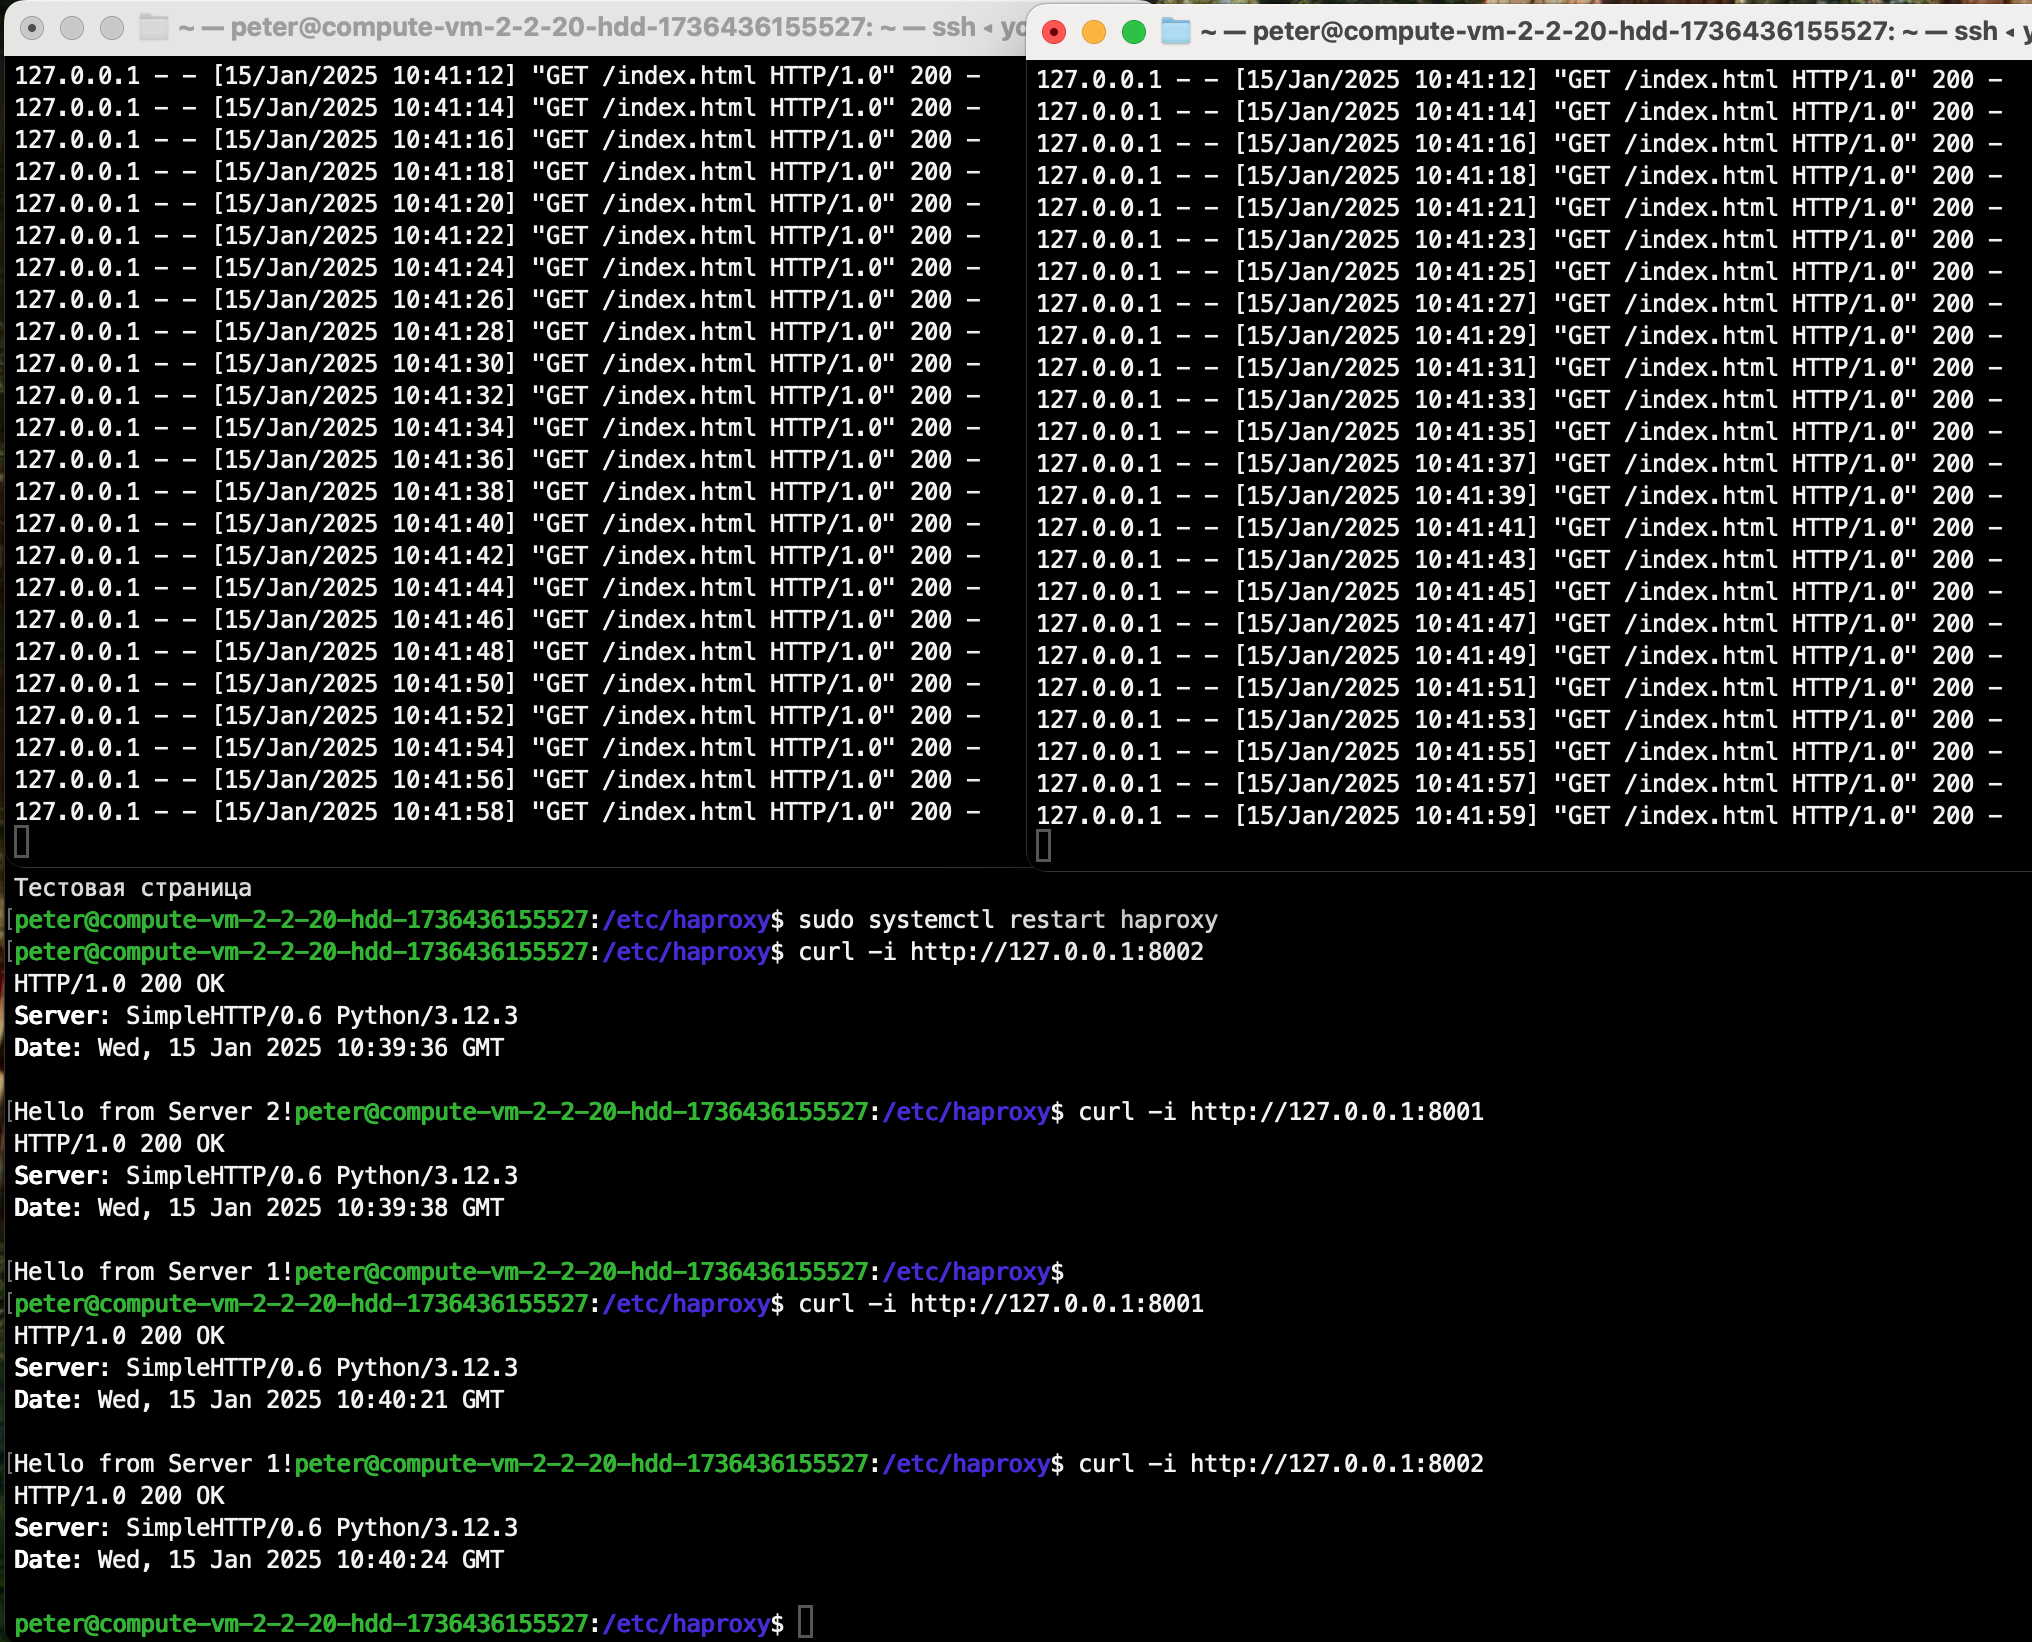 ~ — peter@compute-vm-2-2-20-hdd-1736436155527: ~ — ssh ◂ yo
127.0.0.1 - - [15/Jan/2025 10:41:12] "GET /index.html HTTP/1.0" 200 -
127.0.0.1 - - [15/Jan/2025 10:41:14] "GET /index.html HTTP/1.0" 200 -
127.0.0.1 - - [15/Jan/2025 10:41:16] "GET /index.html HTTP/1.0" 200 -
127.0.0.1 - - [15/Jan/2025 10:41:18] "GET /index.html HTTP/1.0" 200 -
127.0.0.1 - - [15/Jan/2025 10:41:20] "GET /index.html HTTP/1.0" 200 -
127.0.0.1 - - [15/Jan/2025 10:41:22] "GET /index.html HTTP/1.0" 200 -
127.0.0.1 - - [15/Jan/2025 10:41:24] "GET /index.html HTTP/1.0" 200 -
127.0.0.1 - - [15/Jan/2025 10:41:26] "GET /index.html HTTP/1.0" 200 -
127.0.0.1 - - [15/Jan/2025 10:41:28] "GET /index.html HTTP/1.0" 200 -
127.0.0.1 - - [15/Jan/2025 10:41:30] "GET /index.html HTTP/1.0" 200 -
127.0.0.1 - - [15/Jan/2025 10:41:32] "GET /index.html HTTP/1.0" 200 -
127.0.0.1 - - [15/Jan/2025 10:41:34] "GET /index.html HTTP/1.0" 200 -
127.0.0.1 - - [15/Jan/2025 10:41:36] "GET /index.html HTTP/1.0" 200 -
127.0.0.1 - - [15/Jan/2025 10:41:38] "GET /index.html HTTP/1.0" 200 -
127.0.0.1 - - [15/Jan/2025 10:41:40] "GET /index.html HTTP/1.0" 200 -
127.0.0.1 - - [15/Jan/2025 10:41:42] "GET /index.html HTTP/1.0" 200 -
127.0.0.1 - - [15/Jan/2025 10:41:44] "GET /index.html HTTP/1.0" 200 -
127.0.0.1 - - [15/Jan/2025 10:41:46] "GET /index.html HTTP/1.0" 200 -
127.0.0.1 - - [15/Jan/2025 10:41:48] "GET /index.html HTTP/1.0" 200 -
127.0.0.1 - - [15/Jan/2025 10:41:50] "GET /index.html HTTP/1.0" 200 -
127.0.0.1 - - [15/Jan/2025 10:41:52] "GET /index.html HTTP/1.0" 200 -
127.0.0.1 - - [15/Jan/2025 10:41:54] "GET /index.html HTTP/1.0" 200 -
127.0.0.1 - - [15/Jan/2025 10:41:56] "GET /index.html HTTP/1.0" 200 -
127.0.0.1 - - [15/Jan/2025 10:41:58] "GET /index.html HTTP/1.0" 200 -
~ — peter@compute-vm-2-2-20-hdd-1736436155527: ~ — ssh ◂ y
127.0.0.1 - - [15/Jan/2025 10:41:12] "GET /index.html HTTP/1.0" 200 -
127.0.0.1 - - [15/Jan/2025 10:41:14] "GET /index.html HTTP/1.0" 200 -
127.0.0.1 - - [15/Jan/2025 10:41:16] "GET /index.html HTTP/1.0" 200 -
127.0.0.1 - - [15/Jan/2025 10:41:18] "GET /index.html HTTP/1.0" 200 -
127.0.0.1 - - [15/Jan/2025 10:41:21] "GET /index.html HTTP/1.0" 200 -
127.0.0.1 - - [15/Jan/2025 10:41:23] "GET /index.html HTTP/1.0" 200 -
127.0.0.1 - - [15/Jan/2025 10:41:25] "GET /index.html HTTP/1.0" 200 -
127.0.0.1 - - [15/Jan/2025 10:41:27] "GET /index.html HTTP/1.0" 200 -
127.0.0.1 - - [15/Jan/2025 10:41:29] "GET /index.html HTTP/1.0" 200 -
127.0.0.1 - - [15/Jan/2025 10:41:31] "GET /index.html HTTP/1.0" 200 -
127.0.0.1 - - [15/Jan/2025 10:41:33] "GET /index.html HTTP/1.0" 200 -
127.0.0.1 - - [15/Jan/2025 10:41:35] "GET /index.html HTTP/1.0" 200 -
127.0.0.1 - - [15/Jan/2025 10:41:37] "GET /index.html HTTP/1.0" 200 -
127.0.0.1 - - [15/Jan/2025 10:41:39] "GET /index.html HTTP/1.0" 200 -
127.0.0.1 - - [15/Jan/2025 10:41:41] "GET /index.html HTTP/1.0" 200 -
127.0.0.1 - - [15/Jan/2025 10:41:43] "GET /index.html HTTP/1.0" 200 -
127.0.0.1 - - [15/Jan/2025 10:41:45] "GET /index.html HTTP/1.0" 200 -
127.0.0.1 - - [15/Jan/2025 10:41:47] "GET /index.html HTTP/1.0" 200 -
127.0.0.1 - - [15/Jan/2025 10:41:49] "GET /index.html HTTP/1.0" 200 -
127.0.0.1 - - [15/Jan/2025 10:41:51] "GET /index.html HTTP/1.0" 200 -
127.0.0.1 - - [15/Jan/2025 10:41:53] "GET /index.html HTTP/1.0" 200 -
127.0.0.1 - - [15/Jan/2025 10:41:55] "GET /index.html HTTP/1.0" 200 -
127.0.0.1 - - [15/Jan/2025 10:41:57] "GET /index.html HTTP/1.0" 200 -
127.0.0.1 - - [15/Jan/2025 10:41:59] "GET /index.html HTTP/1.0" 200 -
Тестовая страница
peter@compute-vm-2-2-20-hdd-1736436155527:/etc/haproxy$ sudo systemctl restart haproxy
peter@compute-vm-2-2-20-hdd-1736436155527:/etc/haproxy$ curl -i http://127.0.0.1:8002
HTTP/1.0 200 OK
Server: SimpleHTTP/0.6 Python/3.12.3
Date: Wed, 15 Jan 2025 10:39:36 GMT
Hello from Server 2!peter@compute-vm-2-2-20-hdd-1736436155527:/etc/haproxy$ curl -i http://127.0.0.1:8001
HTTP/1.0 200 OK
Server: SimpleHTTP/0.6 Python/3.12.3
Date: Wed, 15 Jan 2025 10:39:38 GMT
Hello from Server 1!peter@compute-vm-2-2-20-hdd-1736436155527:/etc/haproxy$
peter@compute-vm-2-2-20-hdd-1736436155527:/etc/haproxy$ curl -i http://127.0.0.1:8001
HTTP/1.0 200 OK
Server: SimpleHTTP/0.6 Python/3.12.3
Date: Wed, 15 Jan 2025 10:40:21 GMT
Hello from Server 1!peter@compute-vm-2-2-20-hdd-1736436155527:/etc/haproxy$ curl -i http://127.0.0.1:8002
HTTP/1.0 200 OK
Server: SimpleHTTP/0.6 Python/3.12.3
Date: Wed, 15 Jan 2025 10:40:24 GMT
peter@compute-vm-2-2-20-hdd-1736436155527:/etc/haproxy$